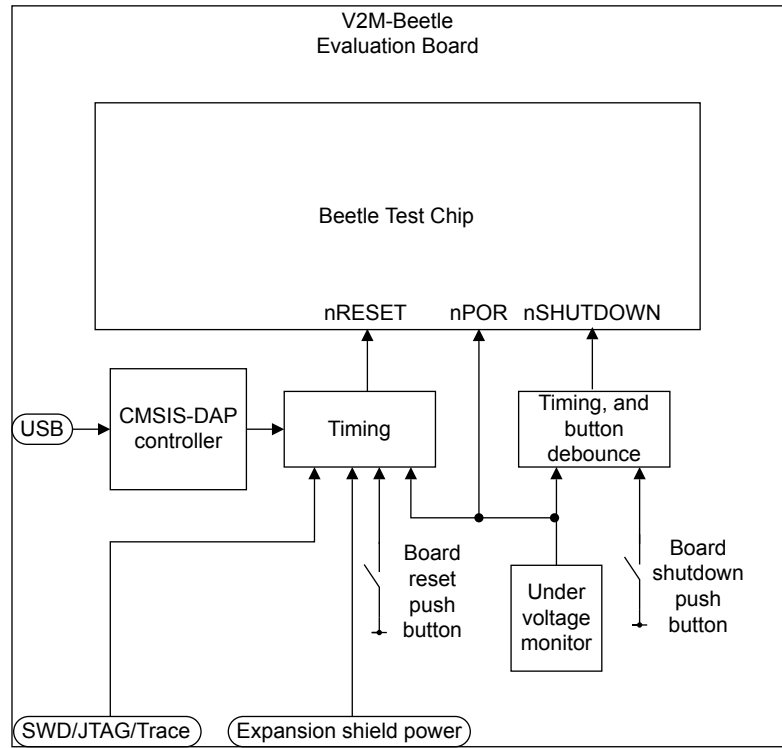 V2M-Beetle
Evaluation Board
Beetle Test Chip
nRESET
nPOR
nSHUTDOWN
USB
CMSIS-DAP
controller
Timing
Timing, and
button
debounce
Board
reset
push
button
Under
voltage
monitor
Board
shutdown
push
button
SWD/JTAG/Trace
Expansion shield power